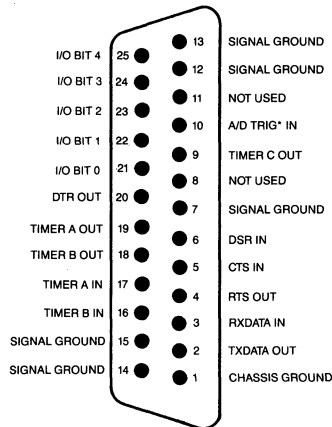 13 SIGNAL GROUND
I/O BIT 4 25
12 SIGNAL GROUND
I/O BIT 3 24
11 NOT USED
I/O BIT 2 23
10 A/D TRIG* IN
I/O BIT 1 22
9 TIMER C OUT
I/O BIT 0 21
8 NOT USED
DTR OUT 20
7 SIGNAL GROUND
TIMER A OUT 19
6 DSR IN
TIMER B OUT 18
5 CTS IN
TIMER A IN 17
4 RTS OUT
TIMER B IN 16
3 RXDATA IN
SIGNAL GROUND 15
2 TXDATA OUT
SIGNAL GROUND 14
1 CHASSIS GROUND